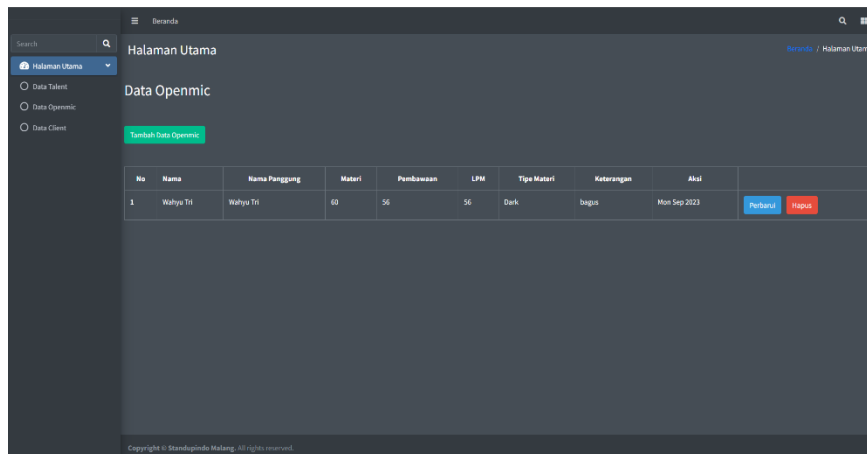 Beranda
Search
Halaman Utama
Data Talent
Data Openmic
Data Client
Halaman Utama
Beranda / Halaman Utam
Data Openmic
Tambah Data Openmic
No Nama Nama Panggung Materi Pembawaan LPM Tipe Materi Keterangan Aksi
1 Wahyu Tri Wahyu Tri 60 56 56 Dark bagus Mon Sep 2023 Perbarui Hapus
Copyright © Standupindo Malang. All rights reserved.